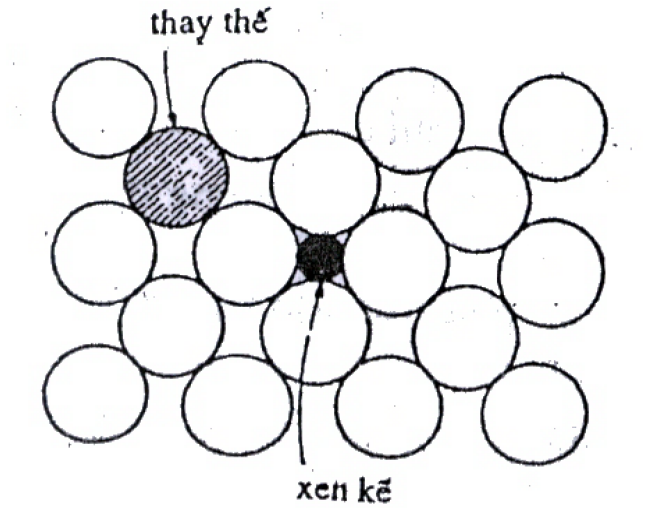 thay thế
xen kẽ